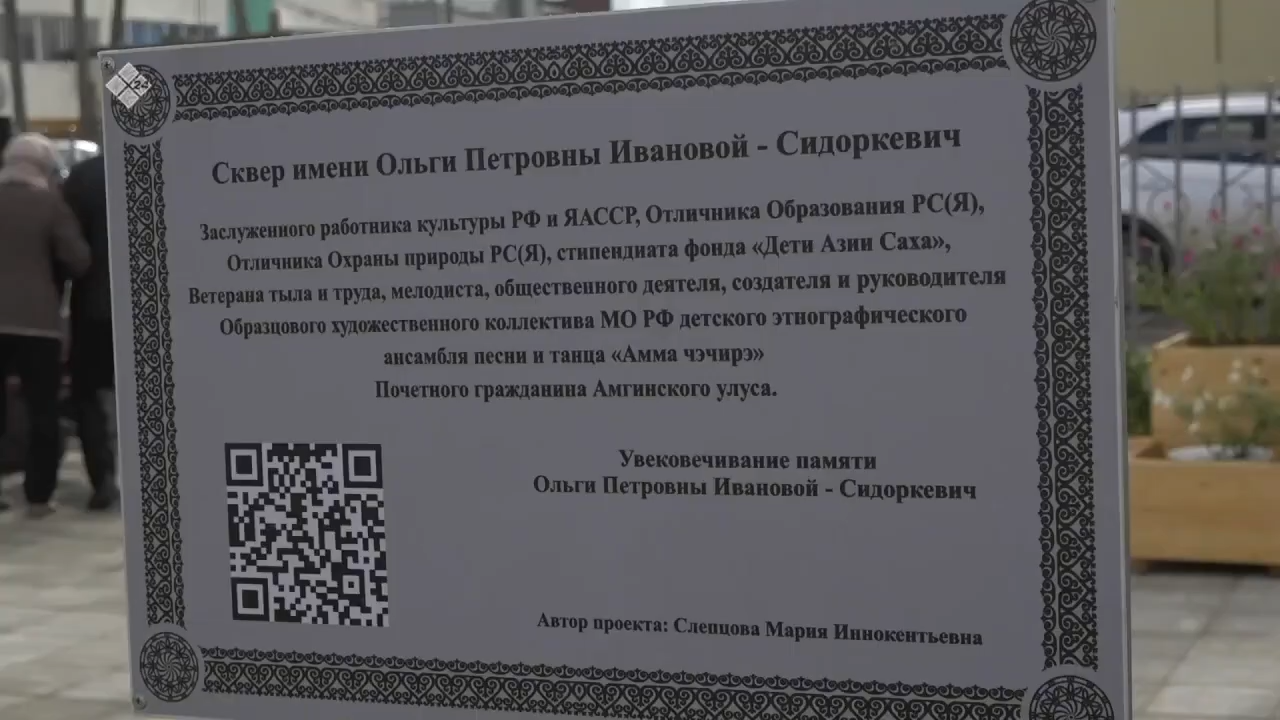 Сквер имени Ольги Петровны Ивановой - Сидоркевич
Заслуженного работника культуры РФ и ЯАССР, Отличника Образования РС(Я),
Отличника Охраны природы РС(Я), стипендиата фонда «Дети Азии Саха»,
Ветерана тыла и труда, мелодиста, общественного деятеля, создателя и руководителя
Образцового художественного коллектива МО РФ детского этнографического
ансамбля песни и танца «Амма чэчирэ»
Почетного гражданина Амгинского улуса.
Увековечивание памяти
Ольги Петровны Ивановой - Сидоркевич
Автор проекта: Слепцова Мария Иннокентьевна